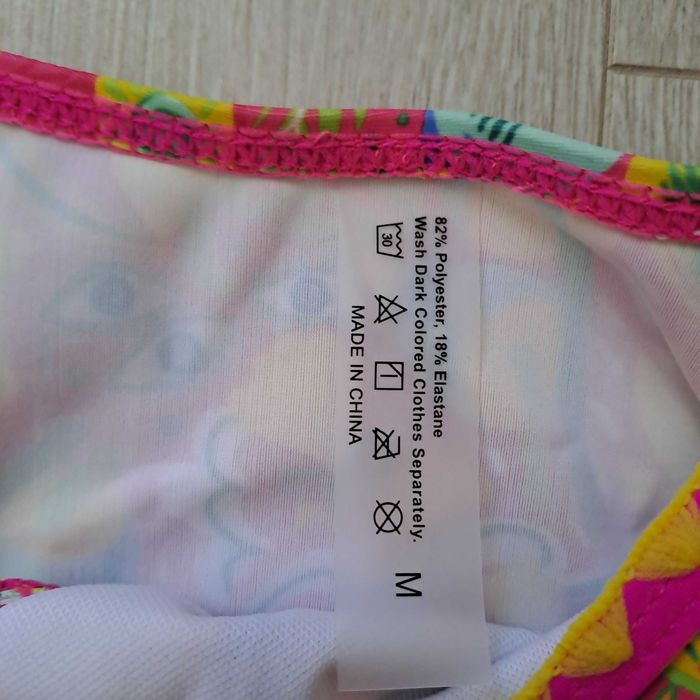 82% Polyester, 18% Elastane
Wash Dark Colored Clothes Separately.
30
MADE IN CHINA
M